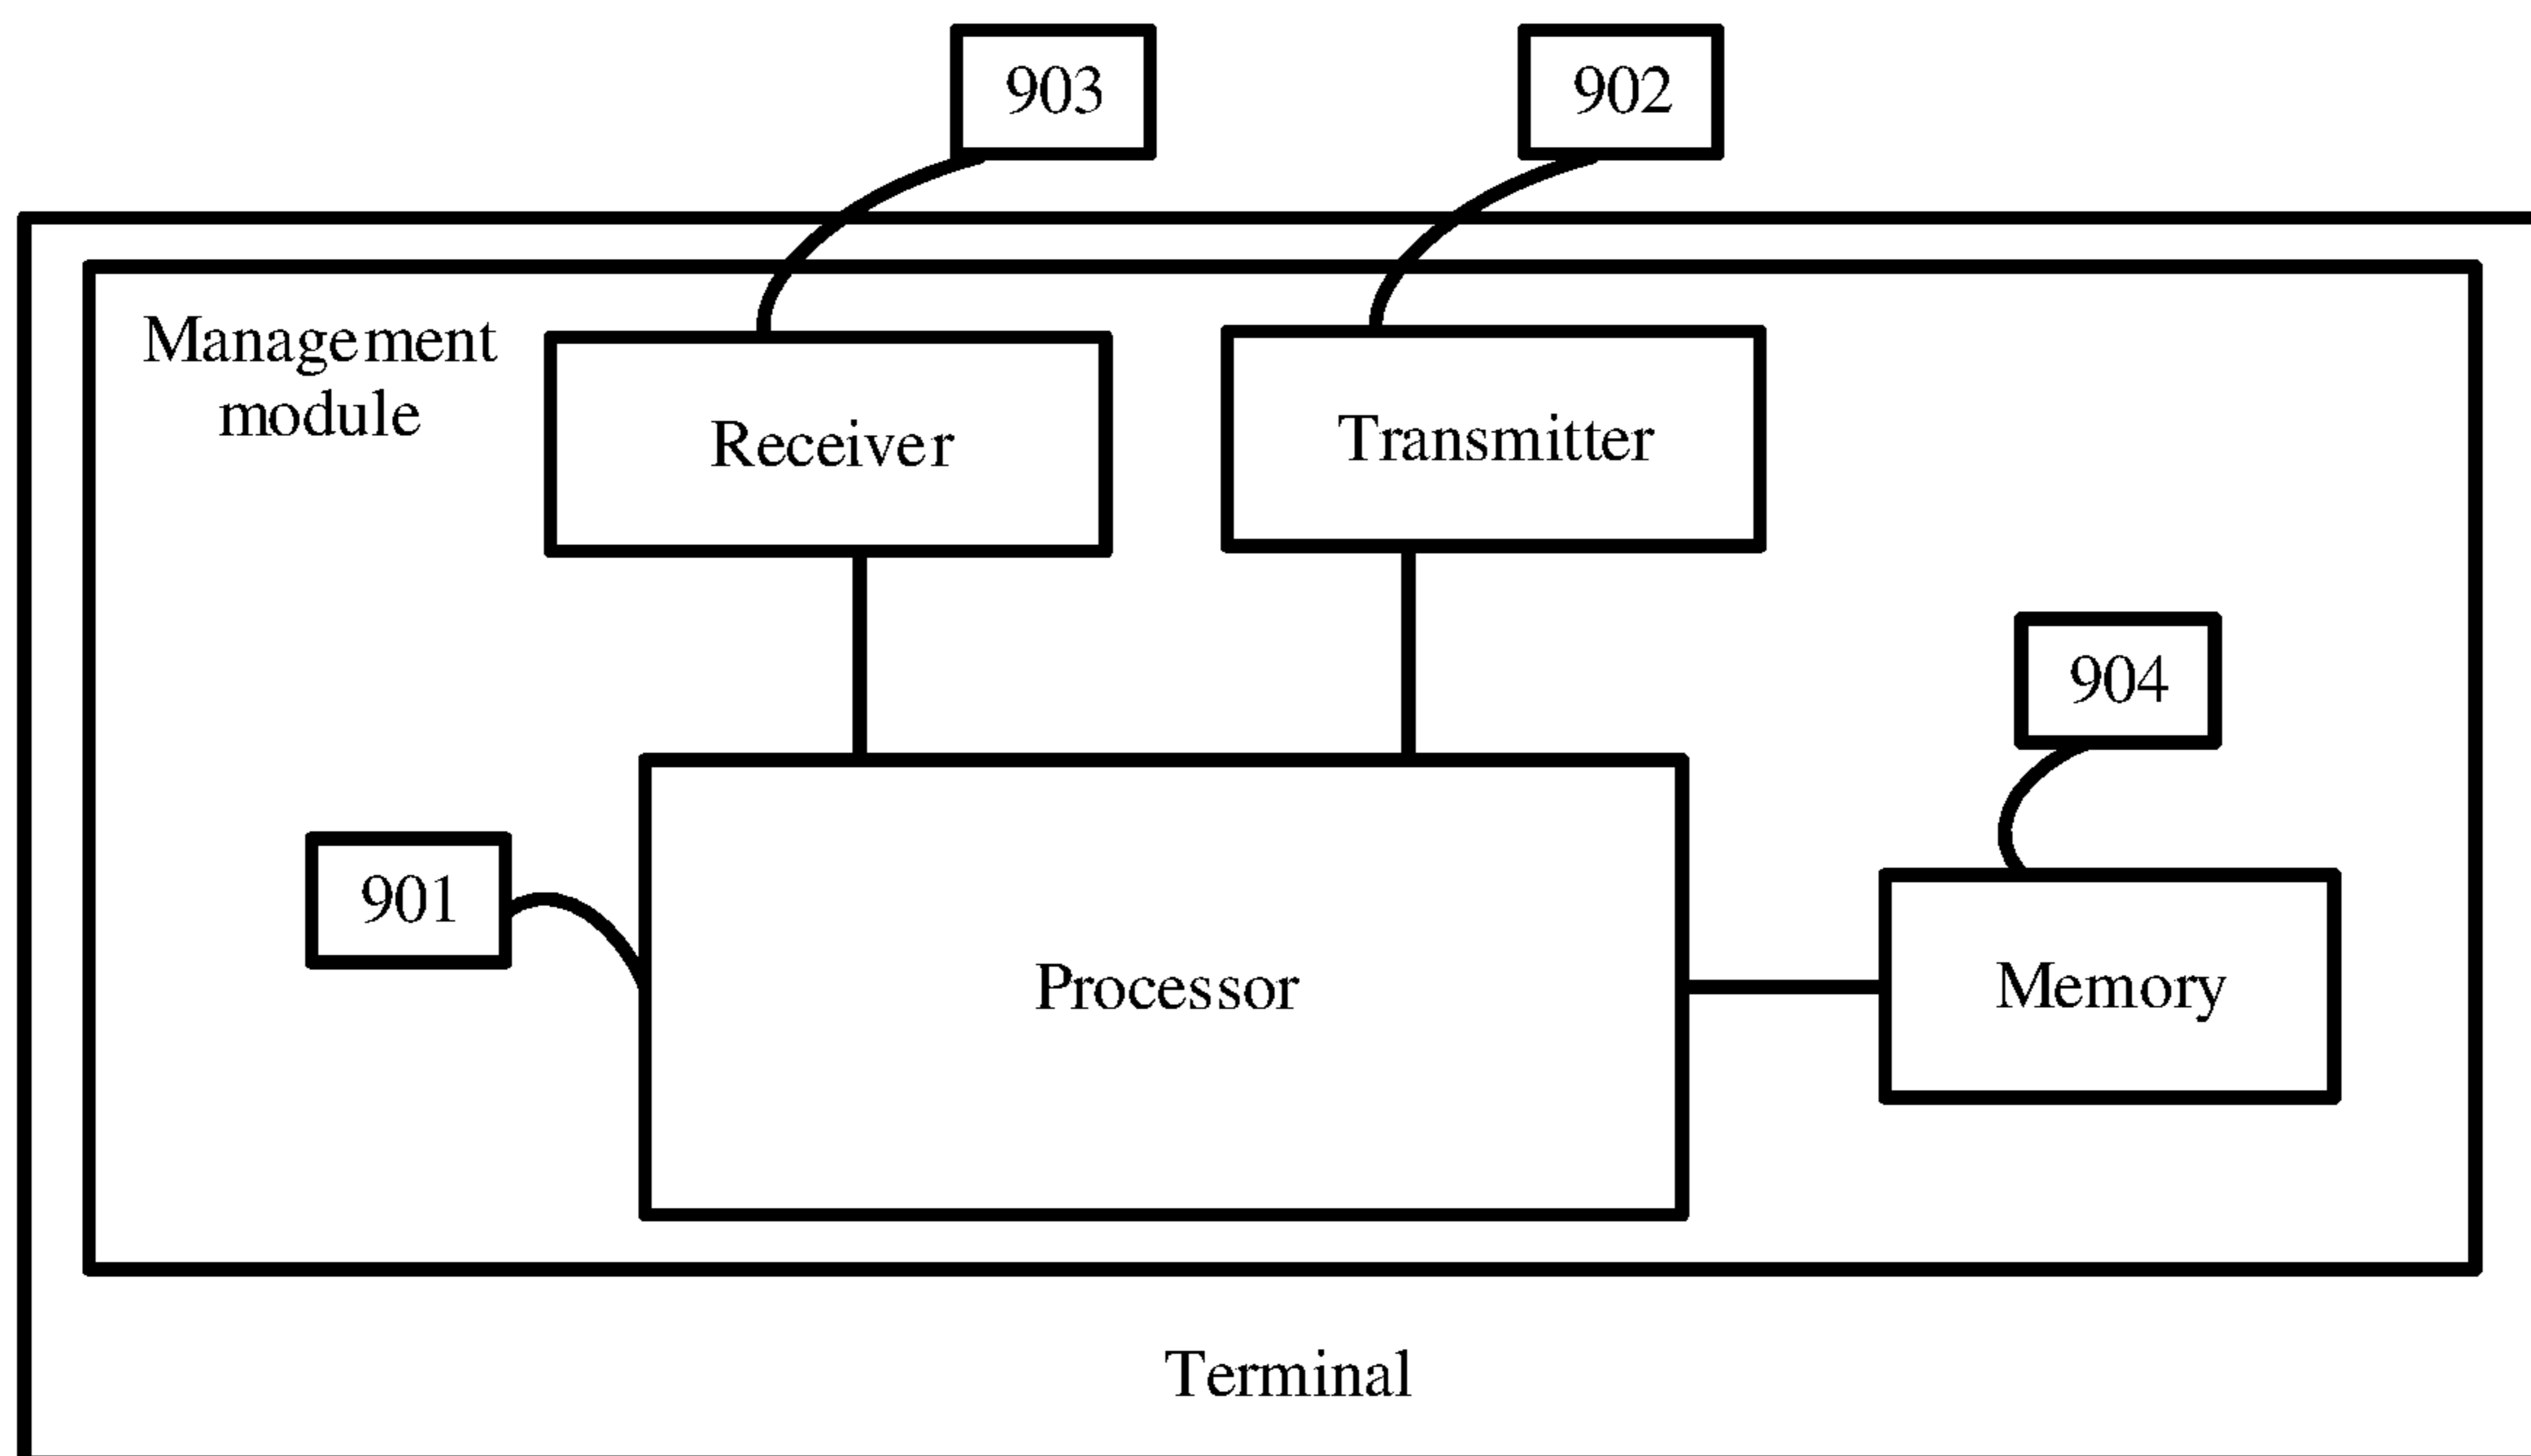 903
902
Management
module
Receiver
Transmitter
904
901
Processor
Memory
Terminal